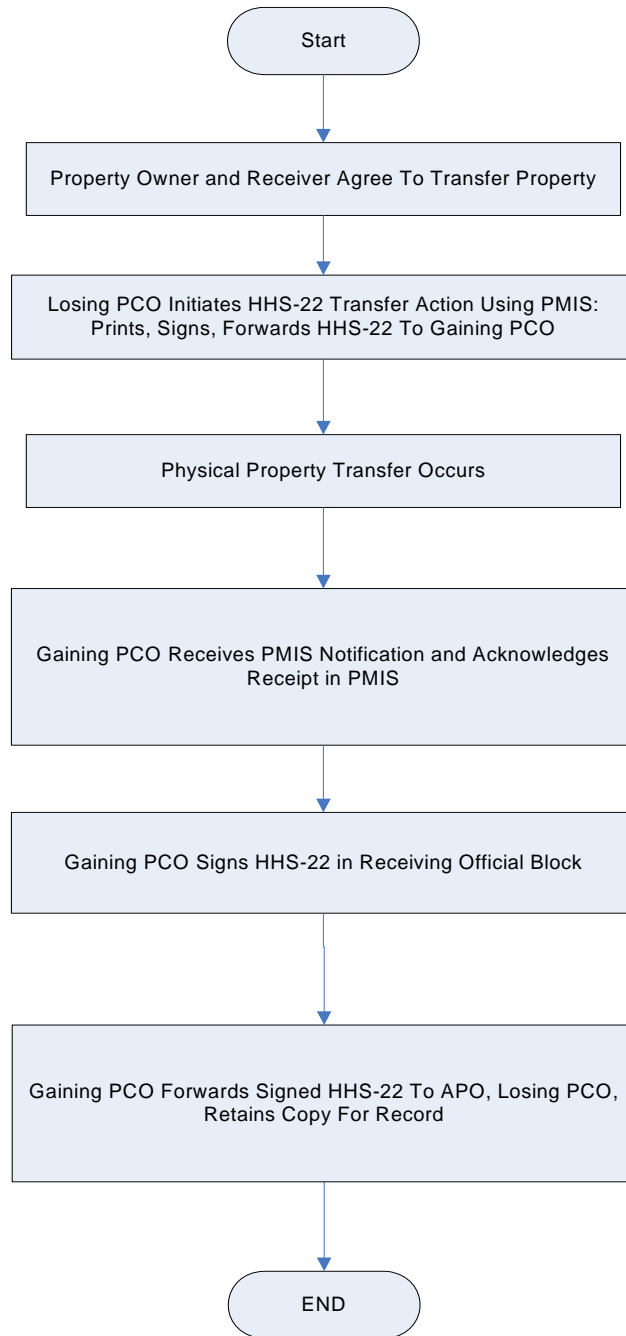 Start
Property Owner and Receiver Agree To Transfer Property
Losing PCO Initiates HHS-22 Transfer Action Using PMIS:
Prints, Signs, Forwards HHS-22 To Gaining PCO
Physical Property Transfer Occurs
Gaining PCO Receives PMIS Notification and Acknowledges
Receipt in PMIS
Gaining PCO Signs HHS-22 in Receiving Official Block
Gaining PCO Forwards Signed HHS-22 To APO, Losing PCO,
Retains Copy For Record
END